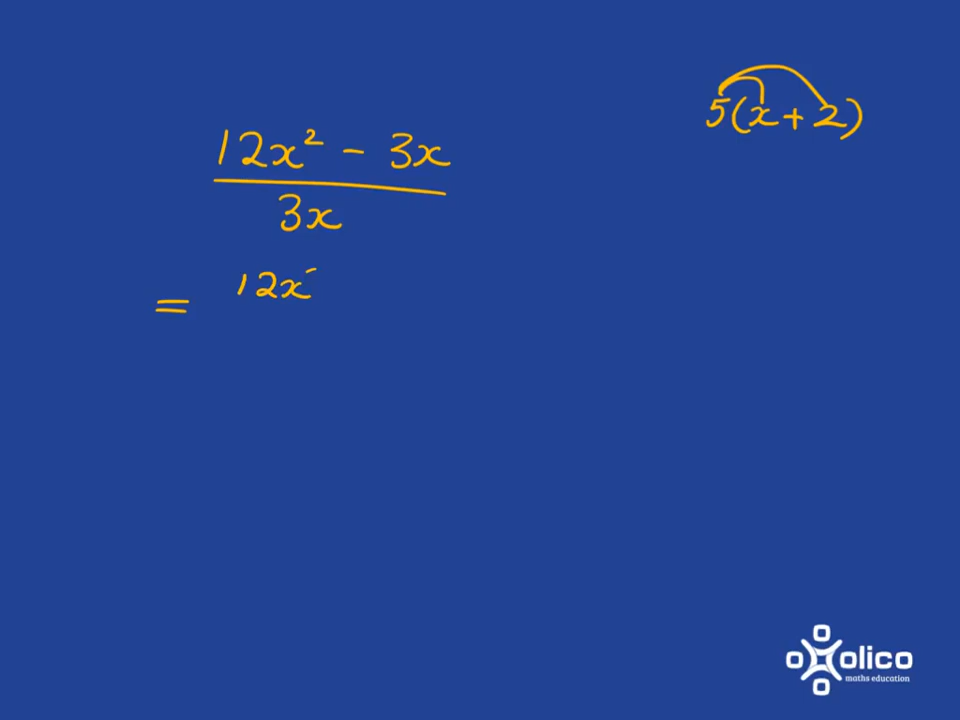 5(x + 2)
12x² − 3x
3x
= 12x
olico
maths education